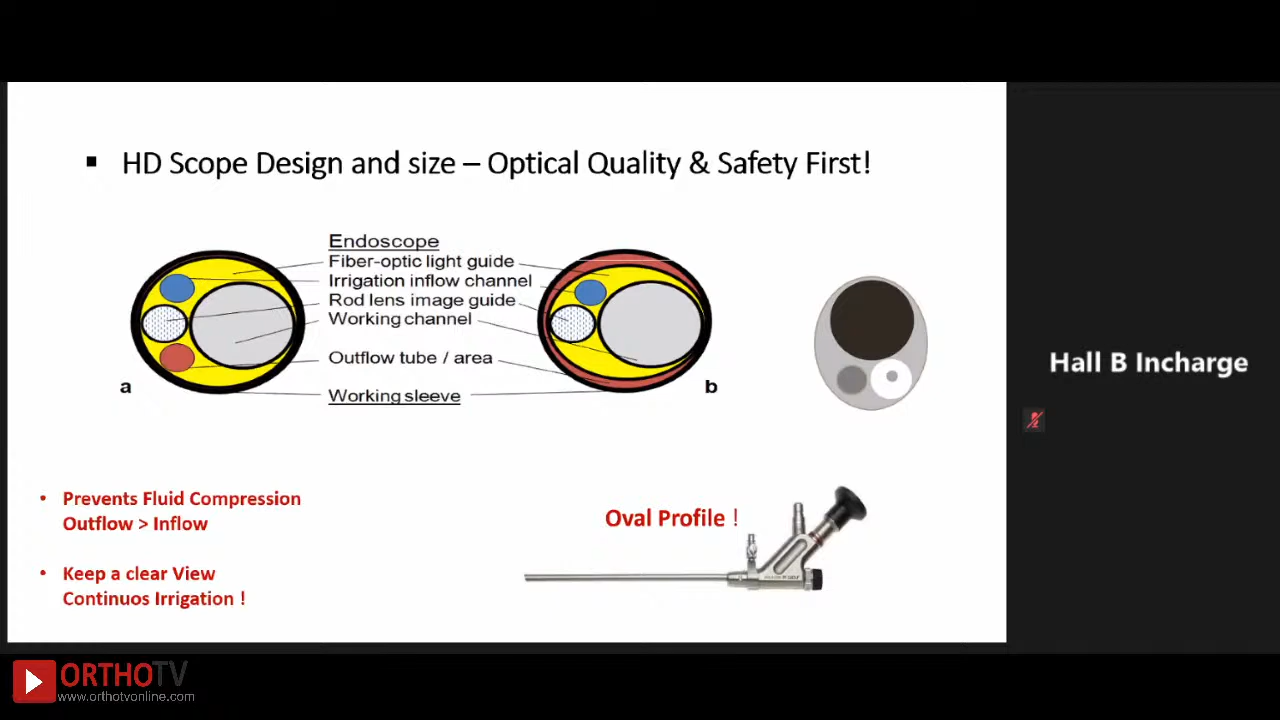 ▪ HD Scope Design and size – Optical Quality & Safety First!
Endoscope
Fiber-optic light guide
Irrigation inflow channel
Rod lens image guide
Working channel
Outflow tube / area
a
b
Working sleeve
Hall B Incharge
• Prevents Fluid Compression
Outflow > Inflow
Oval Profile !
• Keep a clear View
Continuos Irrigation !
ORTHOTV
www.orthotvonline.com